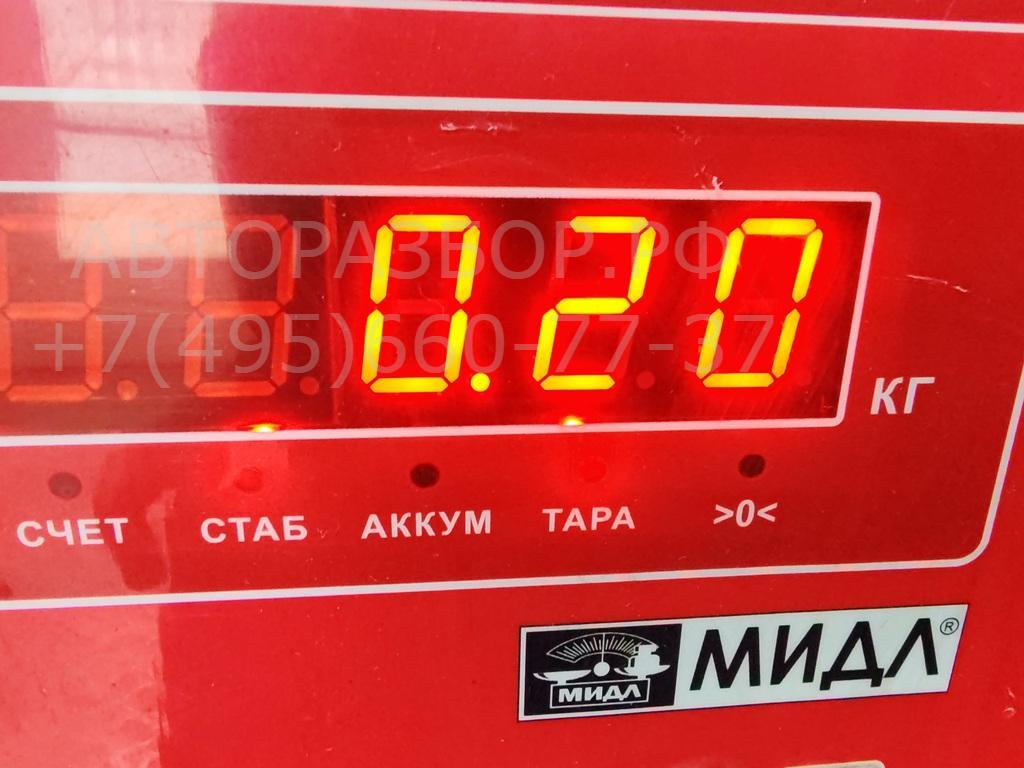 АВТОРАЗБОР.РФ
+7(495)660-77-37
0.20
КГ
СЧЕТ СТАБ АККУМ ТАРА >0<
МИДЛ МИДЛ®